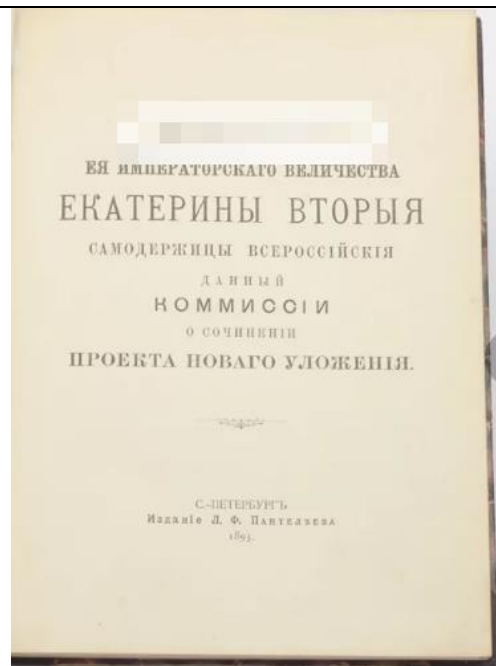 ЕЯ ИМПЕРАТОРСКАГО ВЕЛИЧЕСТВА
ЕКАТЕРИНЫ ВТОРЫЯ
САМОДЕРЖИЦЫ ВСЕРОССІЙСКІЯ
ДАННЫЙ
КОММИССІИ
О СОЧИНЕНІИ
ПРОЕКТА НОВАГО УЛОЖЕНІЯ.
С.-ПЕТЕРБУРГЪ
Изданіе Л. Ф. Пантелѣева
1893.